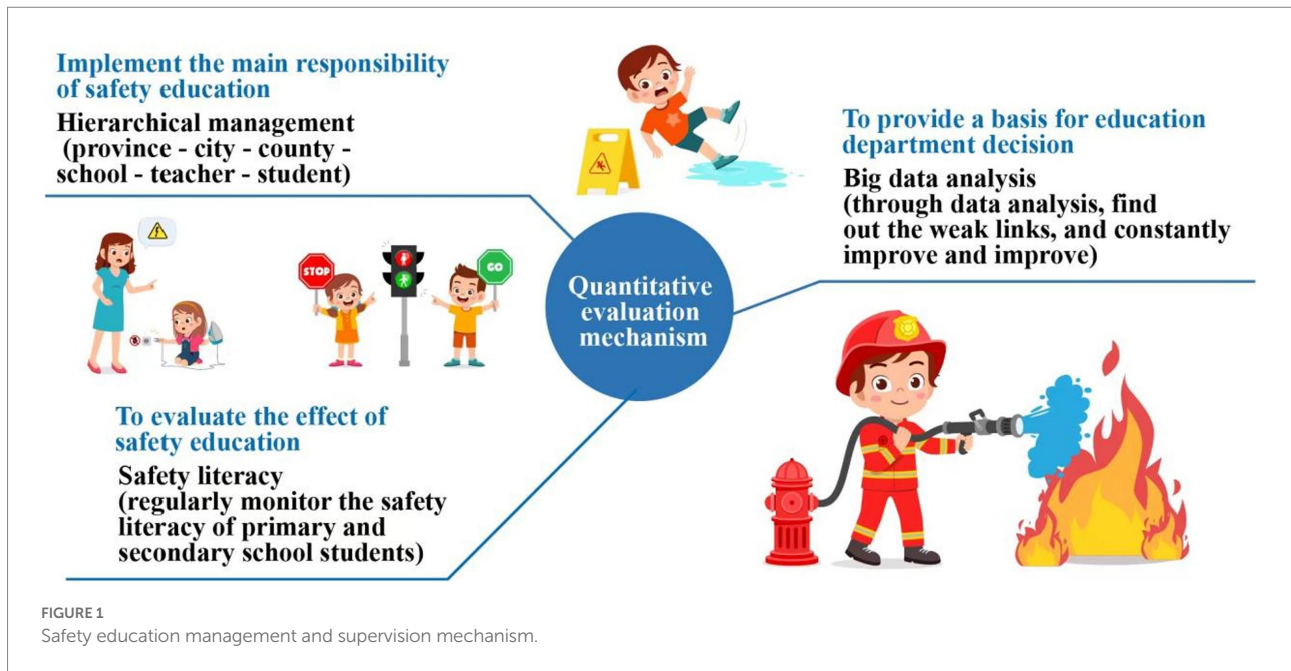 Implement the main responsibility
of safety education
Hierarchical management
(province - city - county -
school - teacher - student)
To provide a basis for education
department decision
Big data analysis
(through data analysis, find
out the weak links, and constantly
improve and improve)
STOP
GO
Quantitative
evaluation
mechanism
To evaluate the effect of
safety education
Safety literacy
(regularly monitor the safety
literacy of primary and
secondary school students)
FIGURE 1
Safety education management and supervision mechanism.